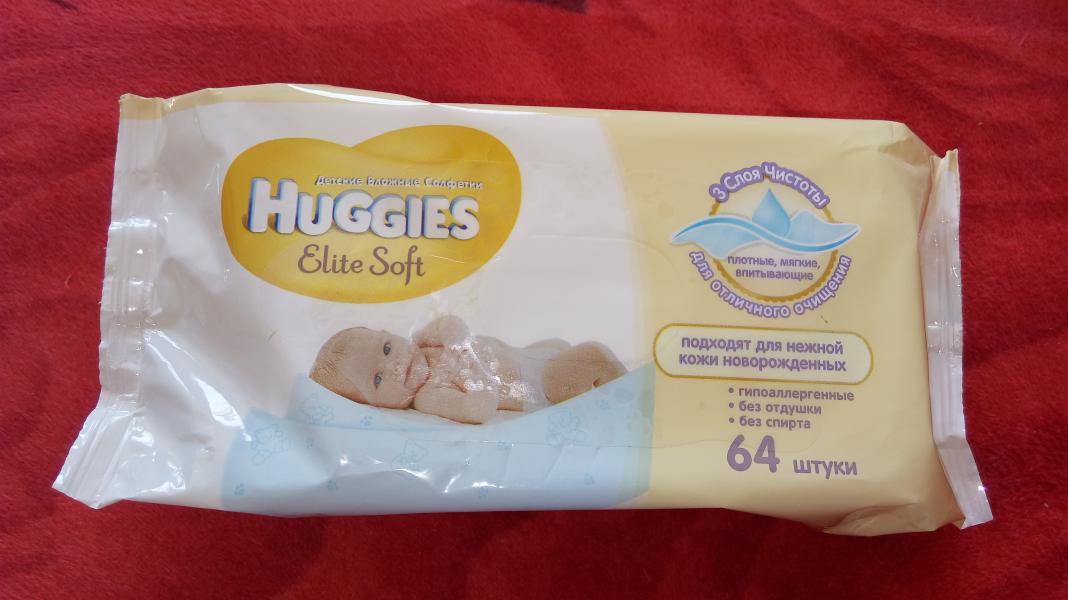 Детские Влажные Салфетки
HUGGIES
Elite Soft
3 Слоя Чистоты
плотные, мягкие,
впитывающие
для отличного очищения
подходят для нежной
кожи новорожденных
• гипоаллергенные
• без отдушки
• без спирта
64 штуки